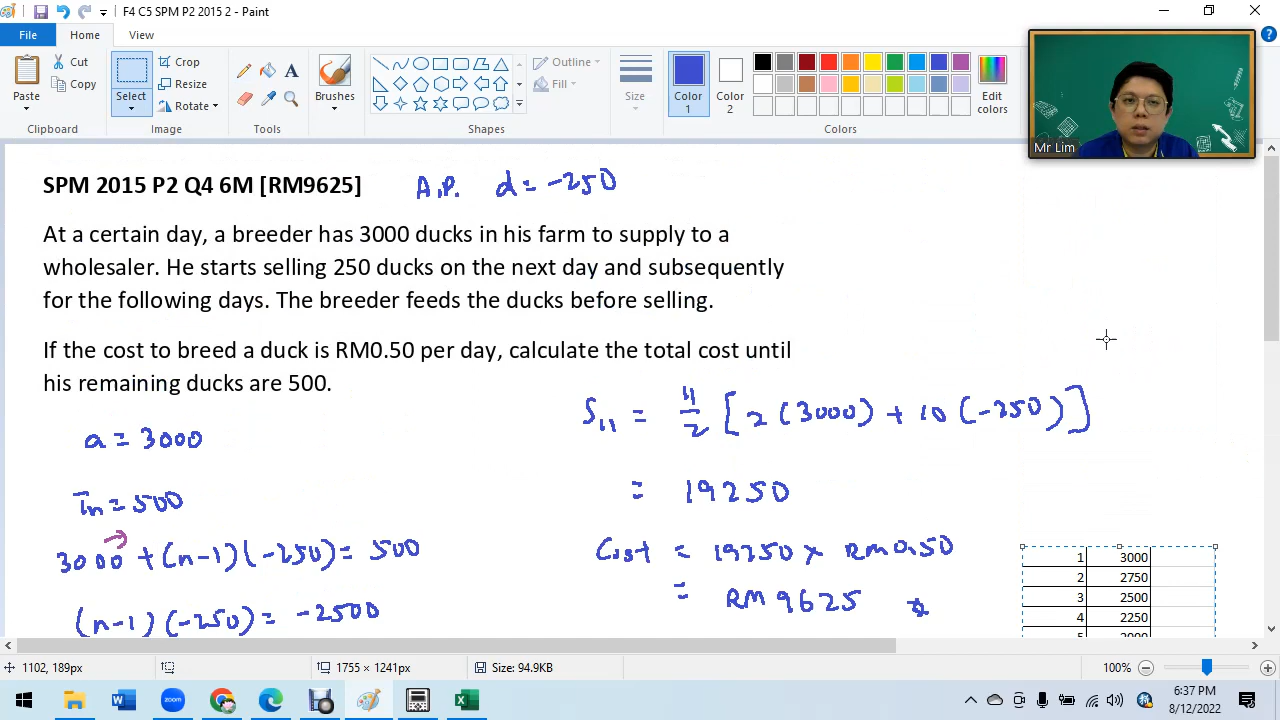 F4 C5 SPM P2 2015 2 - Paint
File
Home
View
Paste
Cut
Copy
Clipboard
Select
Crop
Resize
Rotate
Image
Tools
Brushes
Shapes
Outline
Fill
Size
Color 1
Color 2
Edit colors
Colors
Mr Lim
SPM 2015 P2 Q4 6M [RM9625] A.P. d = -250
At a certain day, a breeder has 3000 ducks in his farm to supply to a
wholesaler. He starts selling 250 ducks on the next day and subsequently
for the following days. The breeder feeds the ducks before selling.
If the cost to breed a duck is RM0.50 per day, calculate the total cost until
his remaining ducks are 500.
a = 3000
Tn = 500
3000 + (n-1)(-250) = 500
(n-1)(-250) = -2500
S11 = 11/2 [2(3000) + 10(-250)]
= 19250
Cost = 19250 × RM0.50
= RM9625
1 3000
2 2750
3 2500
4 2250
1102, 189px
1755 × 1241px
Size: 94.9KB
100%
6:37 PM
8/12/2022